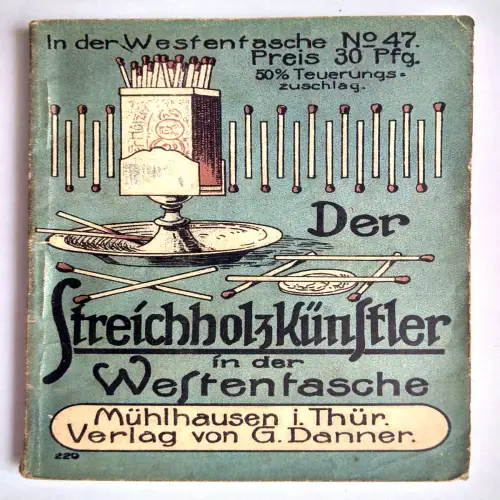 In der Westentasche No 47.
Preis 30 Pfg.
50% Teuerungs-
zuschlag.
Der
Streichholzkünstler
in der
Westentasche
Mühlhausen i. Thür.
Verlag von G. Danner.
229